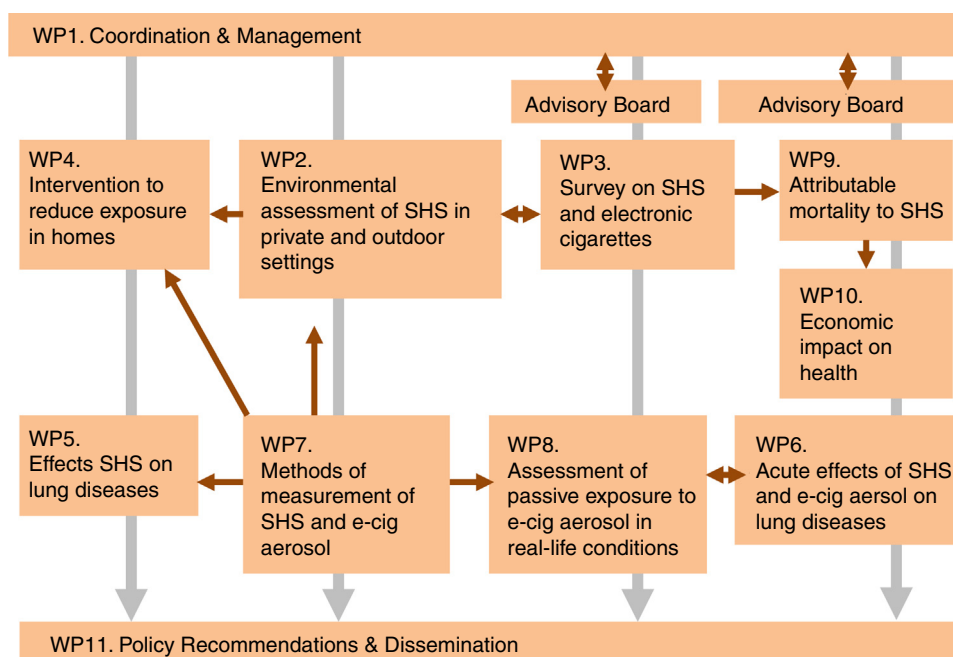 WP1. Coordination & Management
Advisory Board
Advisory Board
WP4.
Intervention to
reduce exposure
in homes
WP2.
Environmental
assessment of SHS in
private and outdoor
settings
WP3.
Survey on SHS
and electronic
cigarettes
WP9.
Attributable
mortality to SHS
WP10.
Economic
impact on
health
WP5.
Effects SHS on
lung diseases
WP7.
Methods of
measurement of
SHS and e-cig
aerosol
WP8.
Assessment of
passive exposure to
e-cig aerosol in
real-life conditions
WP6.
Acute effects of SHS
and e-cig aersol on
lung diseases
WP11. Policy Recommendations & Dissemination